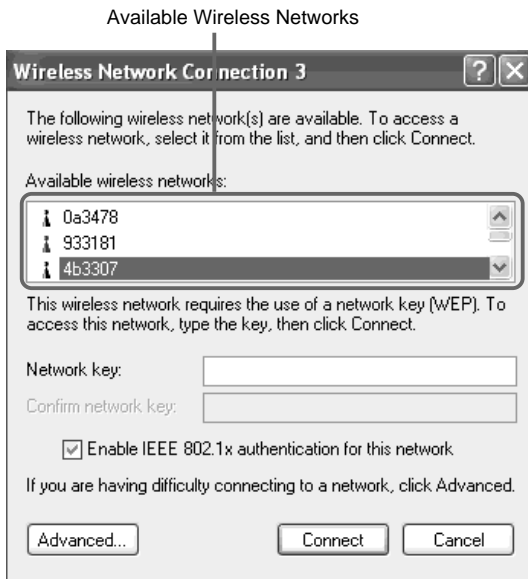 Available Wireless Networks
Wireless Network Connection 3
The following wireless network(s) are available. To access a
wireless network, select it from the list, and then click Connect.
Available wireless networks:
0a3478
933181
4b3307
This wireless network requires the use of a network key (WEP). To
access this network, type the key, then click Connect.
Network key:
Confirm network key:
Enable IEEE 802.1x authentication for this network
If you are having difficulty connecting to a network, click Advanced.
Advanced... Connect Cancel